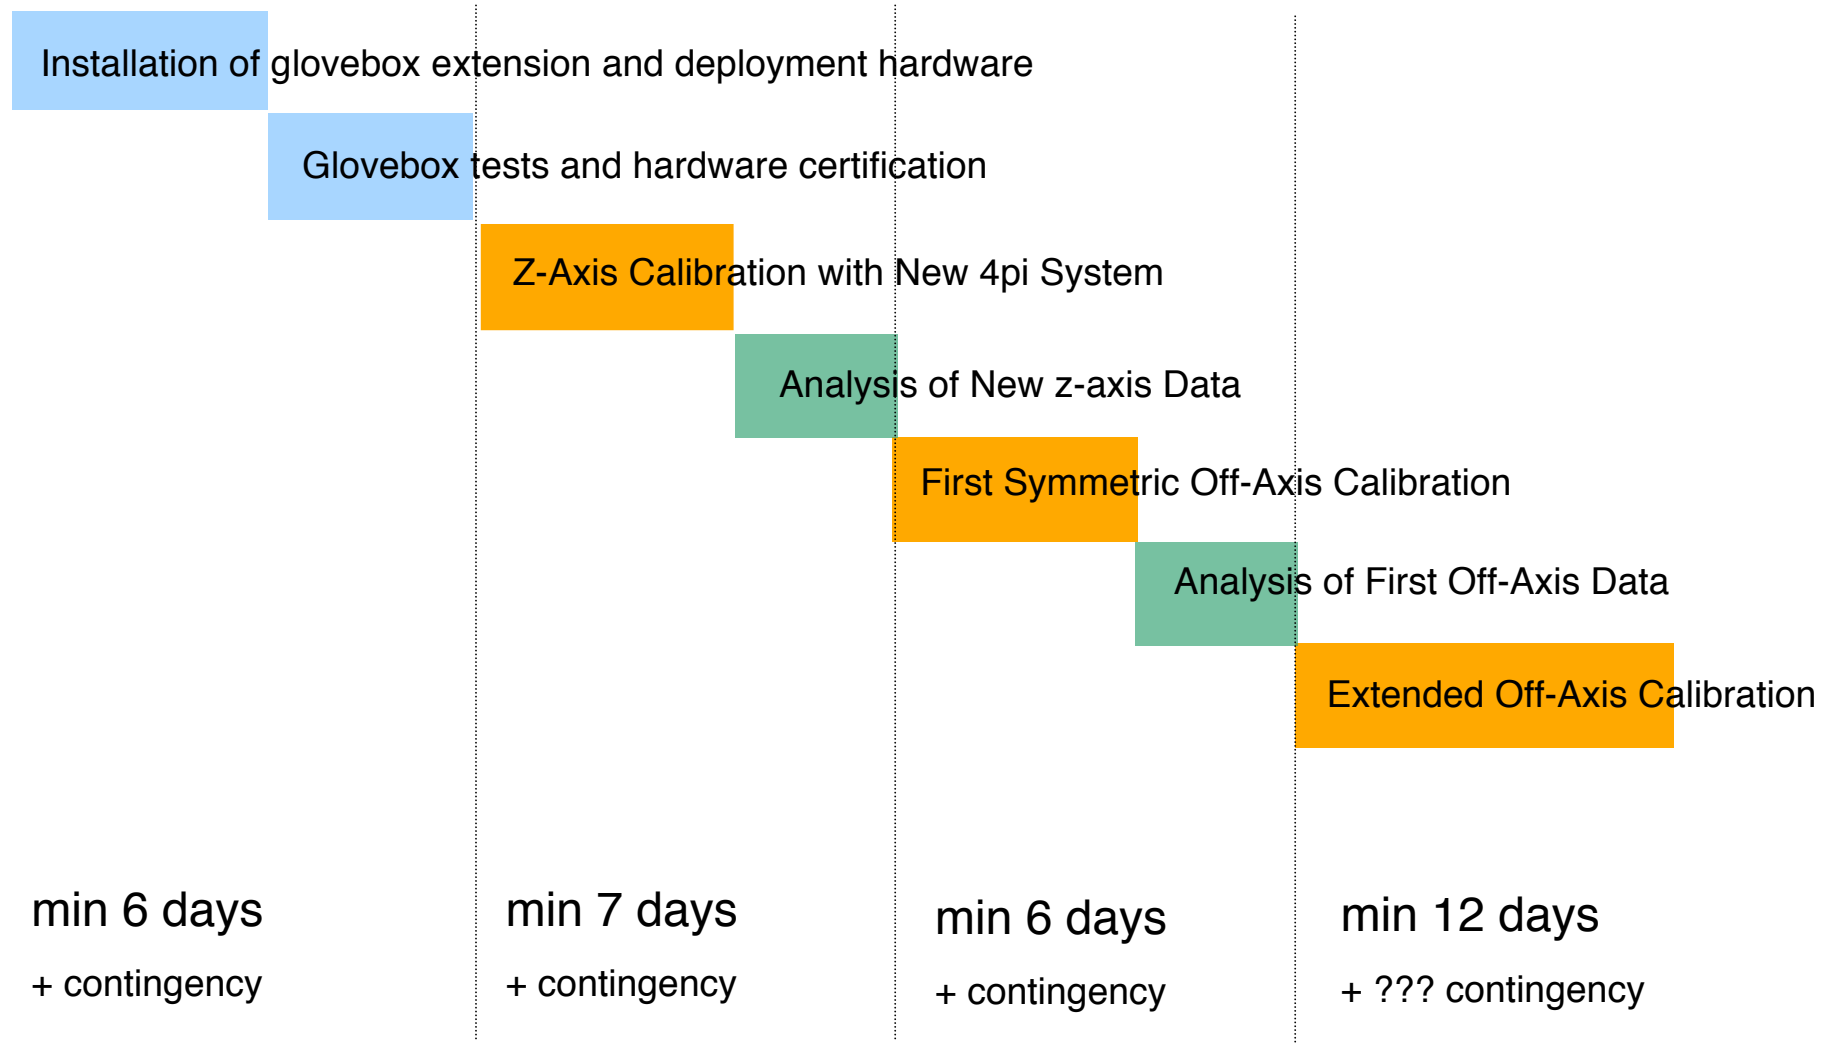 Installation of glovebox extension and deployment hardware
Glovebox tests and hardware certification
Z-Axis Calibration with New 4pi System
Analysis of New z-axis Data
First Symmetric Off-Axis Calibration
Analysis of First Off-Axis Data
Extended Off-Axis Calibration
min 6 days
+ contingency
min 7 days
+ contingency
min 6 days
+ contingency
min 12 days
+ ??? contingency